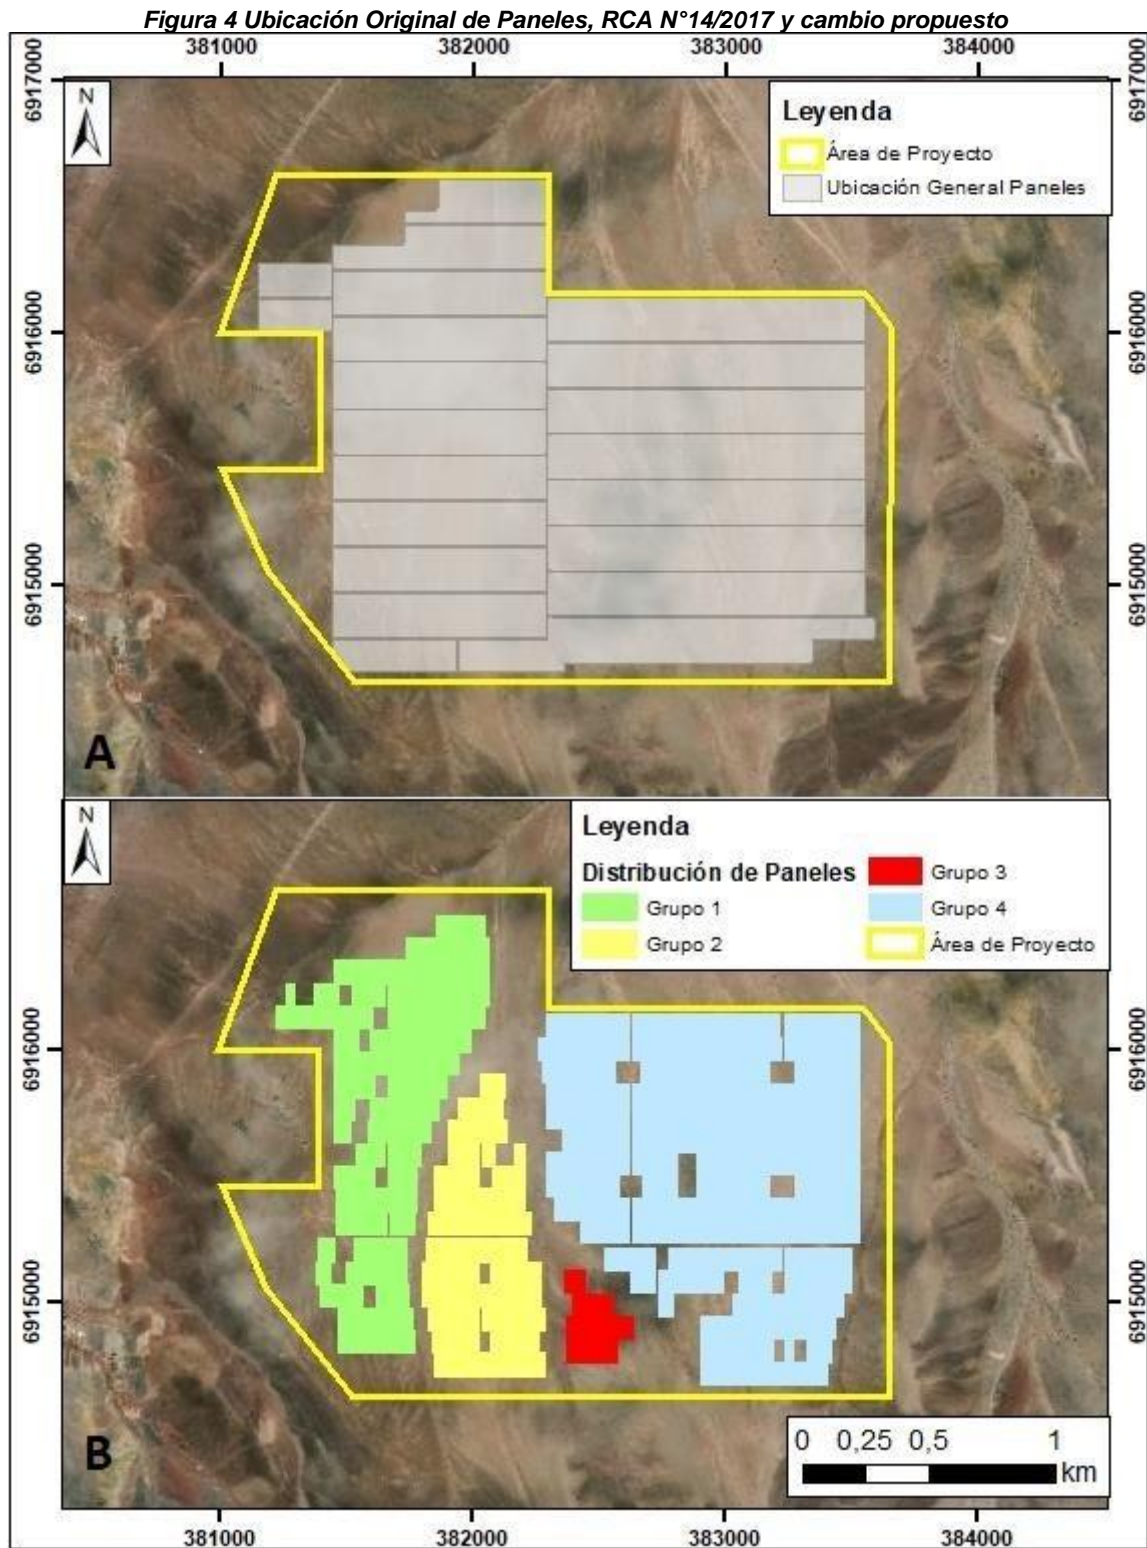 Figura 4 Ubicación Original de Paneles, RCA N°14/2017 y cambio propuesto
381000 382000 383000 384000
6917000 6917000
N
Leyenda
Área de Proyecto
Ubicación General Paneles
6916000 6916000
6915000 6915000
A
N
Leyenda
Distribución de Paneles
Grupo 1
Grupo 2
Grupo 3
Grupo 4
Área de Proyecto
6916000 6916000
6915000 6915000
B
0 0,25 0,5 1
km
381000 382000 383000 384000